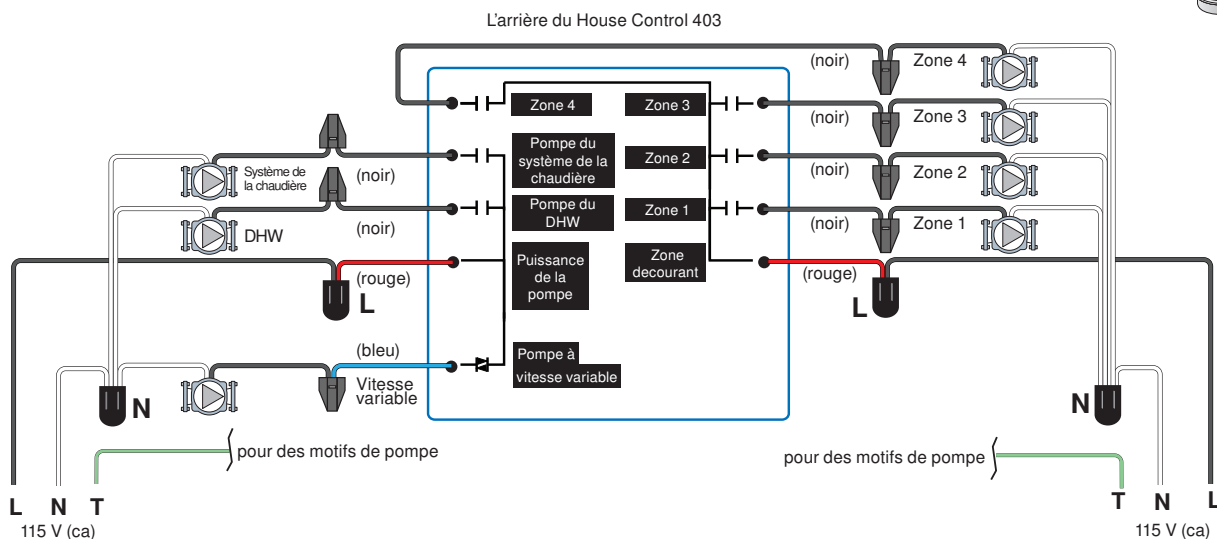 L'arrière du House Control 403
(noir)
Zone 4
Zone 4
Zone 3
(noir)
Zone 3
Pompe du
système de la
chaudière
Zone 2
Système de
la chaudière
(noir)
(noir)
Zone 2
Pompe du
DHW
Zone 1
DHW
(noir)
(noir)
Zone 1
Puissance
de la
pompe
Zone
decourant
(rouge)
L
(rouge)
L
(bleu)
Pompe à
vitesse variable
Vitesse
variable
N
N
pour des motifs de pompe
pour des motifs de pompe
L N T
115 V (ca)
T N L
115 V (ca)